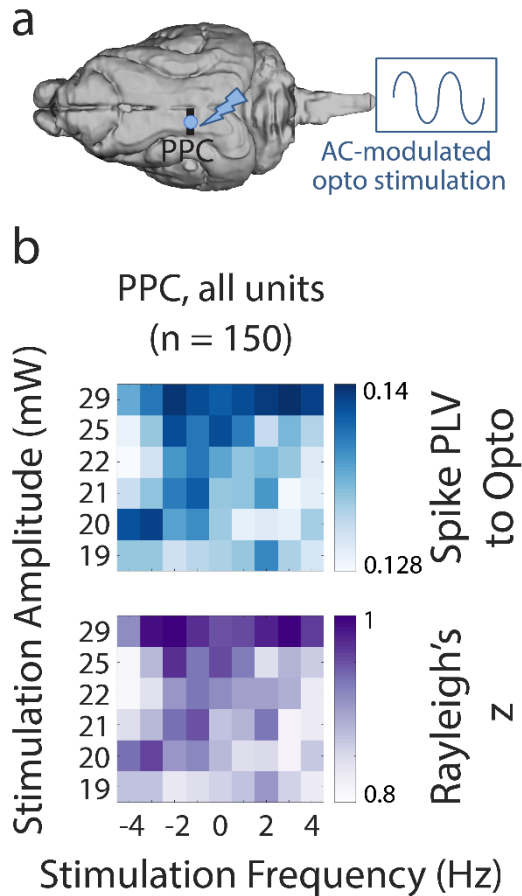 a
PPC
AC-modulated
opto stimulation
b
PPC, all units
(n = 150)
Stimulation Amplitude (mW)
29
25
22
21
20
19
0.14
0.128
Spike PLV
to Opto
29
25
22
21
20
19
1
0.8
Rayleigh's
z
-4 -2 0 2 4
Stimulation Frequency (Hz)